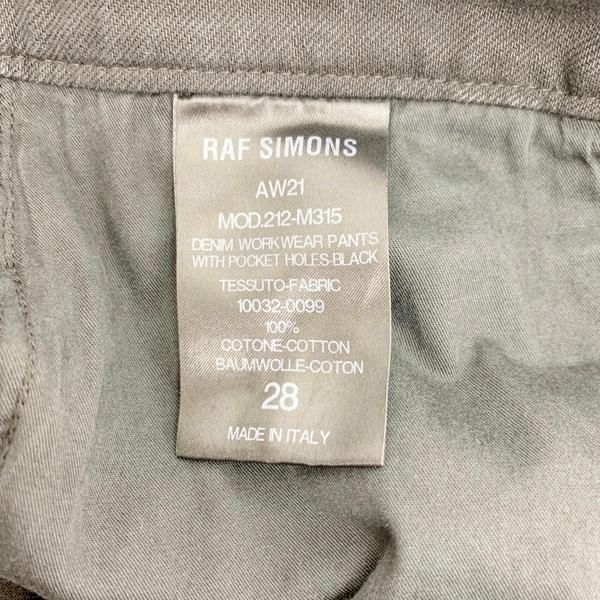 RAF SIMONS
AW21
MOD.212-M315
DENIM WORKWEAR PANTS
WITH POCKET HOLES-BLACK
TESSUTO-FABRIC
10032-0099
100%
COTONE-COTTON
BAUMWOLLE-COTON
28
MADE IN ITALY